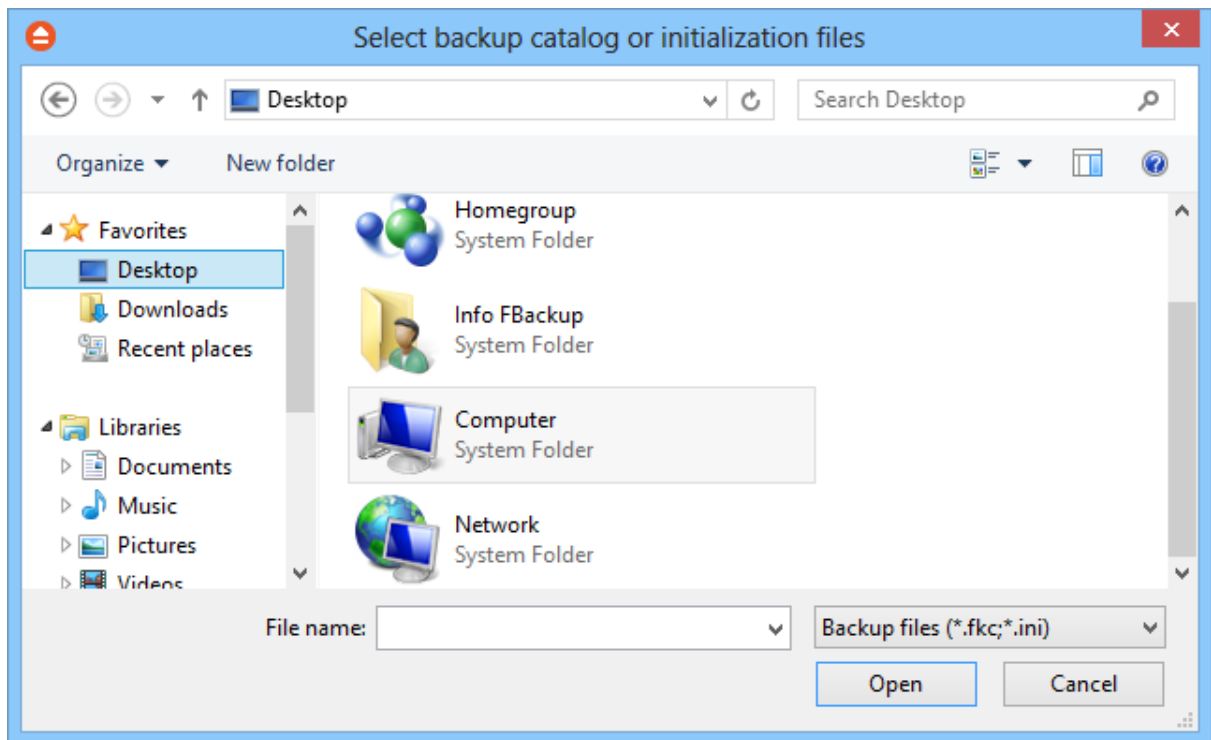 Select backup catalog or initialization files
Desktop
Search Desktop
Organize
New folder
Favorites
Desktop
Downloads
Recent places
Libraries
Documents
Music
Pictures
Videos
Homegroup
System Folder
Info FBackup
System Folder
Computer
System Folder
Network
System Folder
File name:
Backup files (*.fkc;*.ini)
Open
Cancel